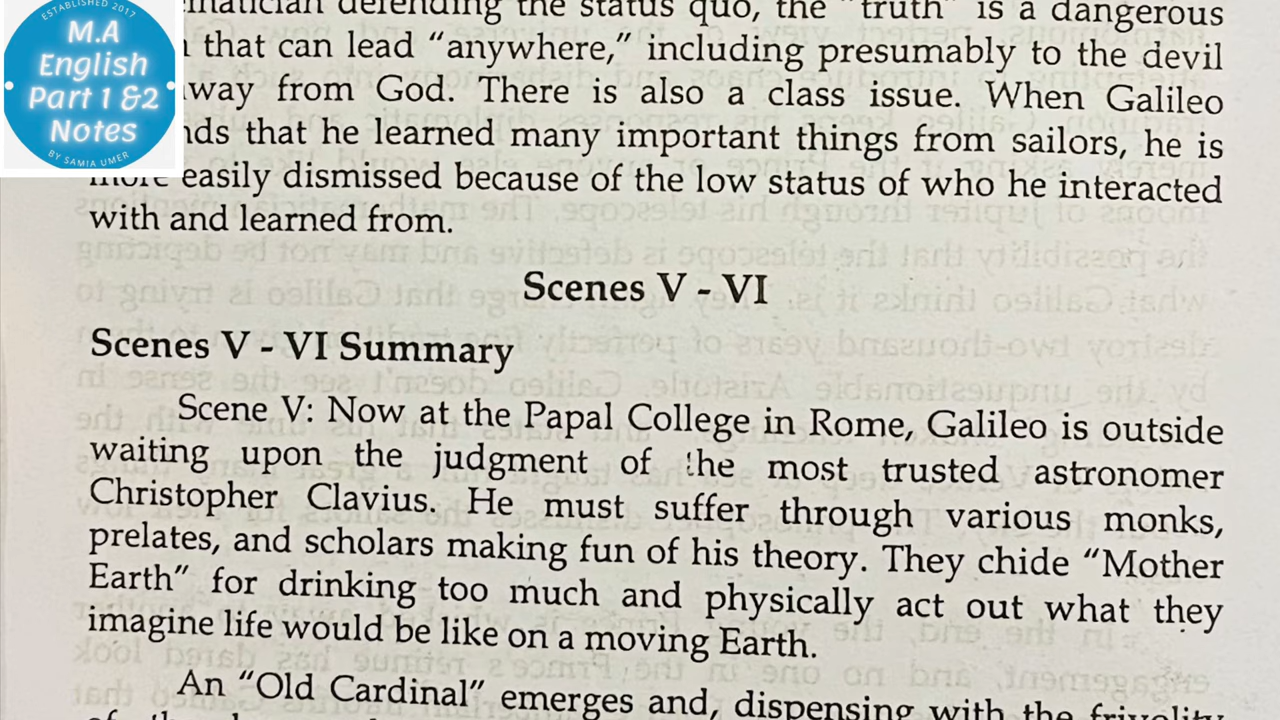 ESTABLISHED 2017
M.A
English
Part 1 &2
Notes
BY SAMIA UMER
defending the status quo, the "truth" is a dangerous
that can lead "anywhere," including presumably to the devil
away from God. There is also a class issue. When Galileo
that he learned many important things from sailors, he is
more easily dismissed because of the low status of who he interacted
with and learned from.
Scenes V - VI
Scenes V - VI Summary
Scene V: Now at the Papal College in Rome, Galileo is outside
waiting upon the judgment of the most trusted astronomer
Christopher Clavius. He must suffer through various monks,
prelates, and scholars making fun of his theory. They chide "Mother
Earth" for drinking too much and physically act out what they
imagine life would be like on a moving Earth.
An "Old Cardinal" emerges and, dispensing with the frivolity